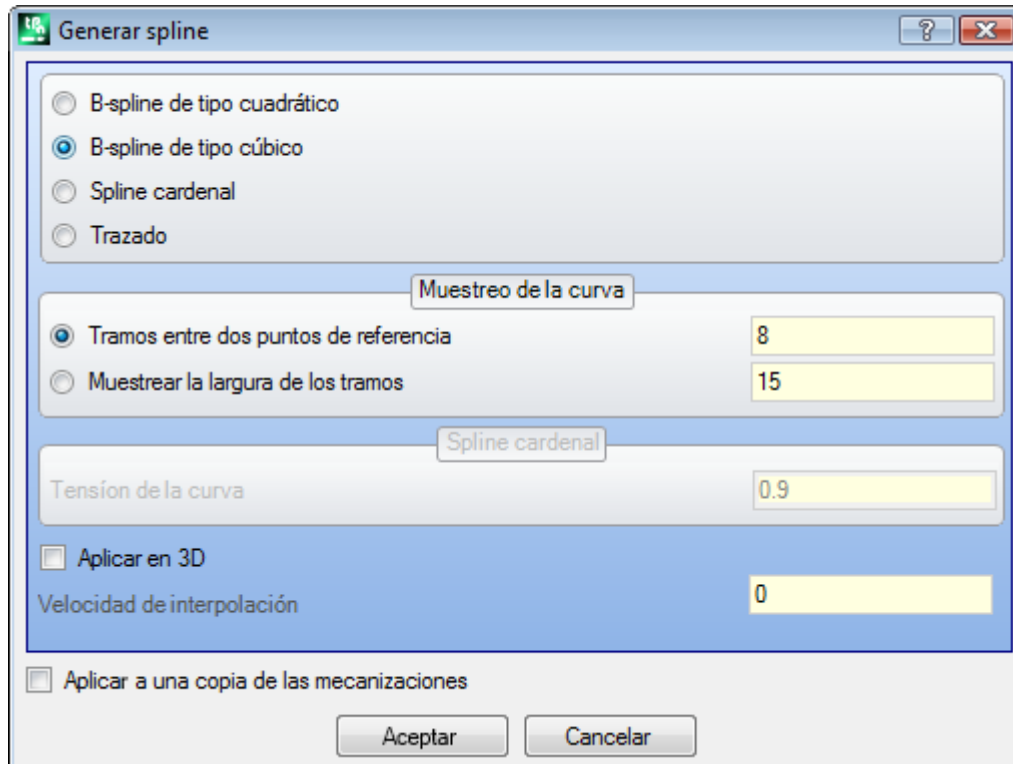 Generar spline
B-spline de tipo cuadrático
B-spline de tipo cúbico
Spline cardenal
Trazado
Muestreo de la curva
Tramos entre dos puntos de referencia 8
Muestrear la largura de los tramos 15
Spline cardenal
Tensíon de la curva 0.9
Aplicar en 3D
Velocidad de interpolación 0
Aplicar a una copia de las mecanizaciones
Aceptar Cancelar